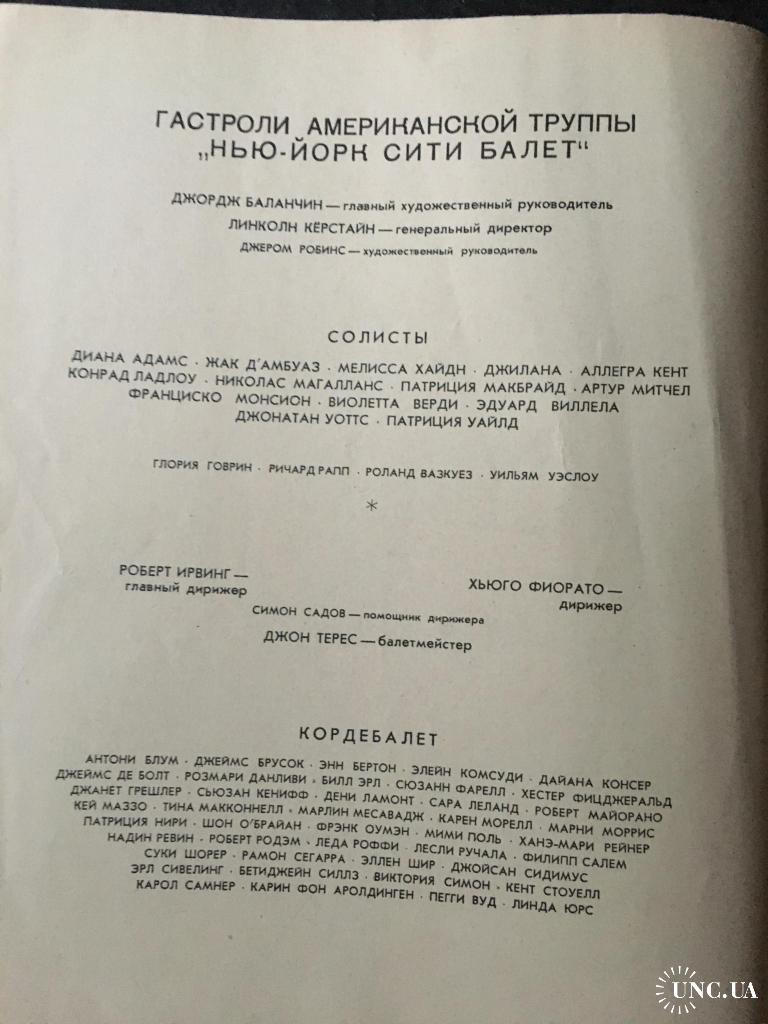 ГАСТРОЛИ АМЕРИКАНСКОЙ ТРУППЫ
„НЬЮ-ЙОРК СИТИ БАЛЕТ“
ДЖОРДЖ БАЛАНЧИН — главный художественный руководитель
ЛИНКОЛН КЁРСТАЙН — генеральный директор
ДЖЕРОМ РОБИНС — художественный руководитель
СОЛИСТЫ
ДИАНА АДАМС · ЖАК Д'АМБУАЗ · МЕЛИССА ХАЙДН · ДЖИЛАНА · АЛЛЕГРА КЕНТ
КОНРАД ЛАДЛОУ · НИКОЛАС МАГАЛЛАНС · ПАТРИЦИЯ МАКБРАЙД · АРТУР МИТЧЕЛ
ФРАНЦИСКО МОНСИОН · ВИОЛЕТТА ВЕРДИ · ЭДУАРД ВИЛЛЕЛА
ДЖОНАТАН УОТТС · ПАТРИЦИЯ УАЙЛД
ГЛОРИЯ ГОВРИН · РИЧАРД РАПП · РОЛАНД ВАЗКУЕЗ · УИЛЬЯМ УЭСЛОУ
*
РОБЕРТ ИРВИНГ —
главный дирижер
ХЬЮГО ФИОРАТО —
дирижер
СИМОН САДОВ — помощник дирижера
ДЖОН ТЕРЕС — балетмейстер
КОРДЕБАЛЕТ
АНТОНИ БЛУМ · ДЖЕЙМС БРУСОК · ЭНН БЕРТОН · ЭЛЕЙН КОМСУДИ · ДАЙАНА КОНСЕР
ДЖЕЙМС ДЕ БОЛТ · РОЗМАРИ ДАНЛИВИ · БИЛЛ ЭРЛ · СЮЗАНН ФАРЕЛЛ · ХЕСТЕР ФИЦДЖЕРАЛЬД
ДЖАНЕТ ГРЕШЛЕР · СЬЮЗАН КЕНИФФ · ДЕНИ ЛАМОНТ · САРА ЛЕЛАНД · РОБЕРТ МАЙОРАНО
КЕЙ МАЗЗО · ТИНА МАККОННЕЛЛ · МАРЛИН МЕСАВАДЖ · КАРЕН МОРЕЛЛ · МАРНИ МОРРИС
ПАТРИЦИЯ НИРИ · ШОН О'БРАЙАН · ФРЭНК ОУМЭН · МИМИ ПОЛЬ · ХАНЭ-МАРИ РЕЙНЕР
НАДИН РЕВИН · РОБЕРТ РОДЭМ · ЛЕДА РОФФИ · ЛЕСЛИ РУЧАЛА · ФИЛИПП САЛЕМ
СУКИ ШОРЕР · РАМОН СЕГАРРА · ЭЛЛЕН ШИР · ДЖОЙСАН СИДИМУС
ЭРЛ СИВЕЛИНГ · БЕТИДЖЕЙН СИЛЛЗ · ВИКТОРИЯ СИМОН · КЕНТ СТОУЕЛЛ
КАРОЛ САМНЕР · КАРИН ФОН АРОЛДИНГЕН · ПЕГГИ ВУД · ЛИНДА ЮРС
UNC.UA